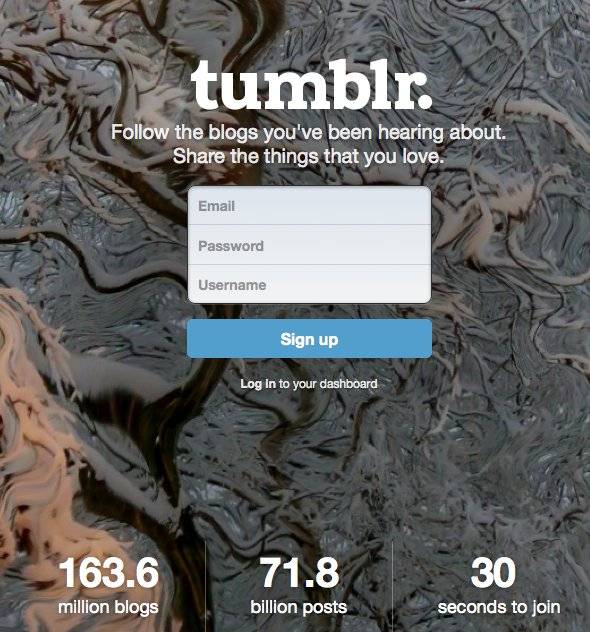 tumblr.
Follow the blogs you've been hearing about.
Share the things that you love.
Email
Password
Username
Sign up
Log in to your dashboard
163.6
million blogs
71.8
billion posts
30
seconds to join